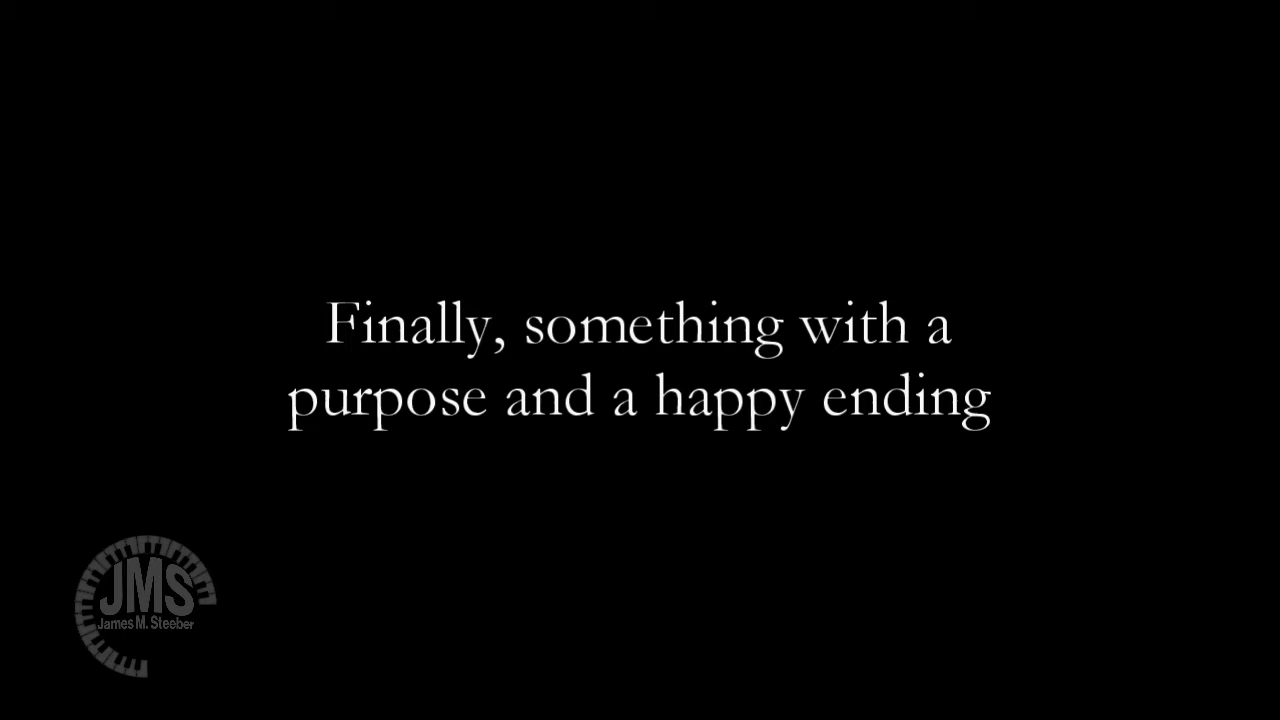 Finally, something with a
purpose and a happy ending
JMS
James M. Steeber